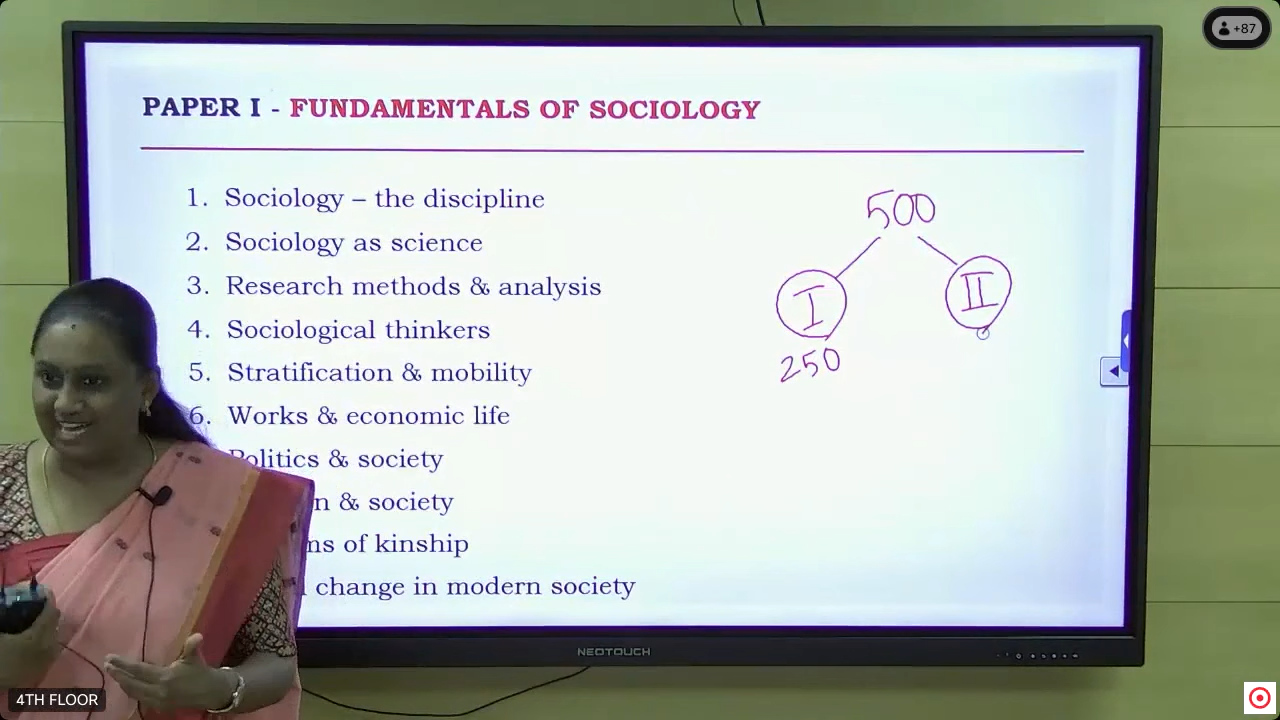 +87
PAPER I - FUNDAMENTALS OF SOCIOLOGY
1. Sociology – the discipline
2. Sociology as science
3. Research methods & analysis
4. Sociological thinkers
5. Stratification & mobility
6. Works & economic life
Politics & society
& society
of kinship
change in modern society
500
I
II
250
NEOTOUCH
4TH FLOOR